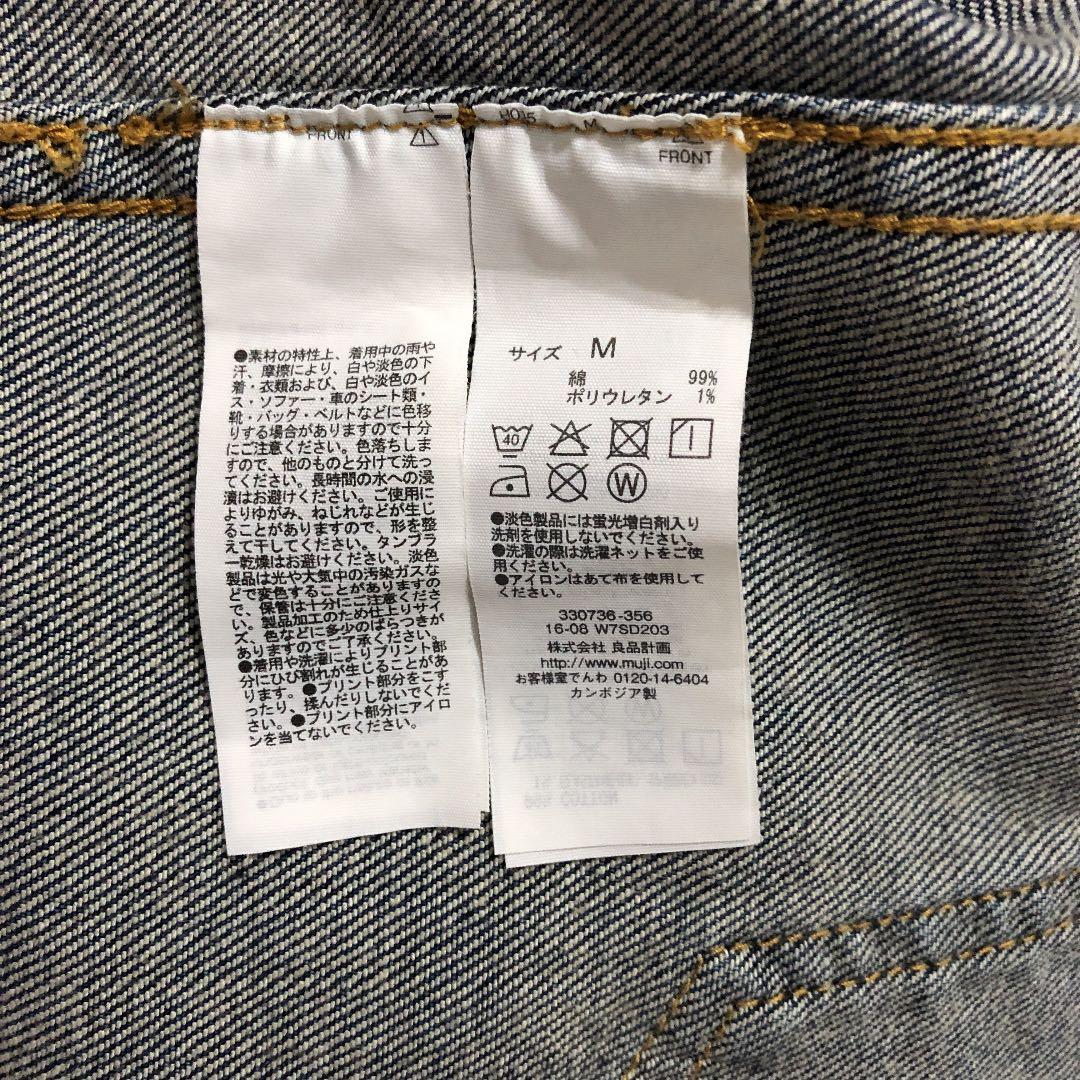 FRONT
●素材の特性上、着用中の雨や
汗、摩擦により、白や淡色の下
着・衣類および、白や淡色のイ
ス・ソファー・車のシート類・
靴・バッグ・ベルトなどに色移
りする場合がありますので十分
にご注意ください。色落ちしま
すので、他のものと分けて洗っ
てください。長時間の水への浸
漬はお避けください。ご使用に
よりゆがみ、ねじれなどが生じ
ることがありますので、形を整
えて干してください。タンブラ
ー乾燥はお避けください。淡色
製品は光や大気中の汚染ガスな
どで変色することがありますの
で、保管は十分にご注意くださ
い。製品加工のため仕上りサイ
ズ、色などに多少のばらつきが
ありますのでご了承ください。
●着用や洗濯によりプリント部
分にひび割れが生じることがあ
ります。●プリント部分をこす
ったり、揉んだりしないでくだ
さい。●プリント部分にアイロ
ンを当てないでください。
H015 M
FRONT
サイズ M
綿 99%
ポリウレタン 1%
40
W
●淡色製品には蛍光増白剤入り
洗剤を使用しないでください。
●洗濯の際は洗濯ネットをご使
用ください。
●アイロンはあて布を使用して
ください。
330736-356
16-08 W7SD203
株式会社 良品計画
http://www.muji.com
お客様室でんわ 0120-14-6404
カンボジア製